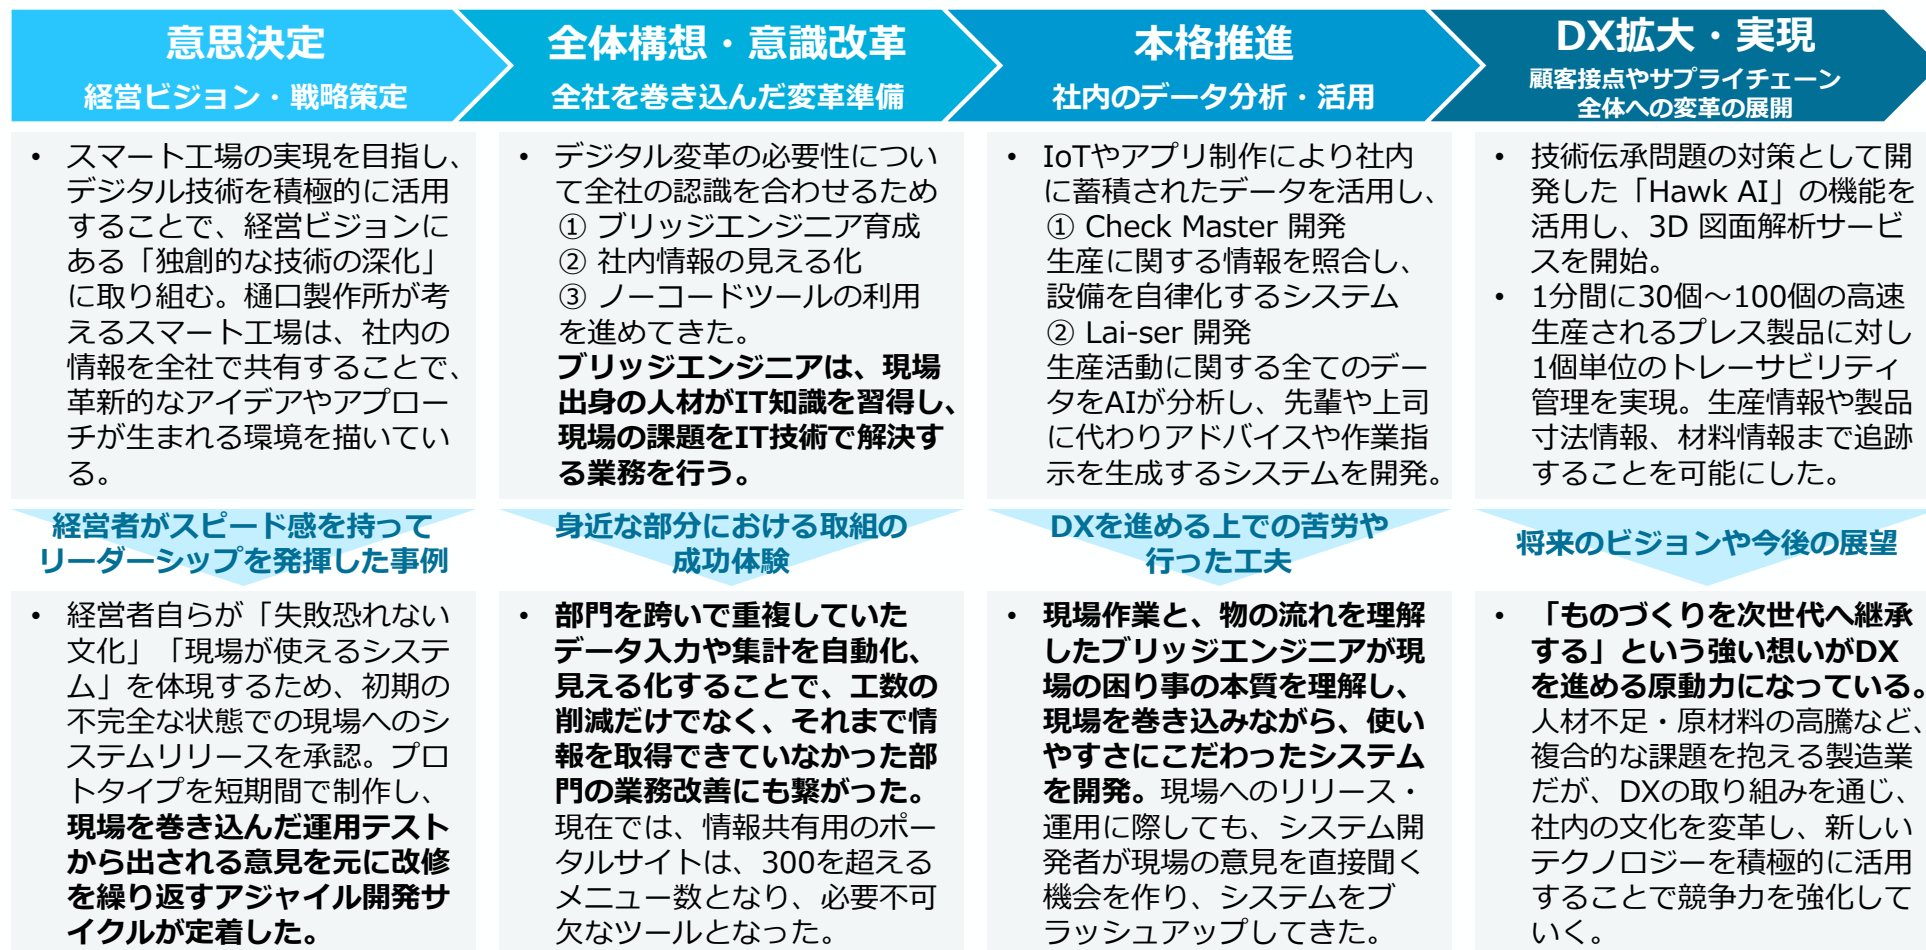 意思決定
経営ビジョン・戦略策定
全体構想・意識改革
全社を巻き込んだ変革準備
本格推進
社内のデータ分析・活用
DX拡大・実現
顧客接点やサプライチェーン
全体への変革の展開
• スマート工場の実現を目指し、
デジタル技術を積極的に活用
することで、経営ビジョンに
ある「独創的な技術の深化」
に取り組む。樋口製作所が考
えるスマート工場は、社内の
情報を全社で共有することで、
革新的なアイデアやアプロー
チが生まれる環境を描いてい
る。
• デジタル変革の必要性につい
て全社の認識を合わせるため
① ブリッジエンジニア育成
② 社内情報の見える化
③ ノーコードツールの利用
を進めてきた。
ブリッジエンジニアは、現場
出身の人材がIT知識を習得し、
現場の課題をIT技術で解決す
る業務を行う。
• IoTやアプリ制作により社内
に蓄積されたデータを活用し、
① Check Master 開発
生産に関する情報を照合し、
設備を自律化するシステム
② Lai-ser 開発
生産活動に関する全てのデー
タをAIが分析し、先輩や上司
に代わりアドバイスや作業指
示を生成するシステムを開発。
• 技術伝承問題の対策として開
発した「Hawk AI」の機能を
活用し、3D 図面解析サービ
スを開始。
• 1分間に30個～100個の高速
生産されるプレス製品に対し
1個単位のトレーサビリティ
管理を実現。生産情報や製品
寸法情報、材料情報まで追跡
することを可能にした。
経営者がスピード感を持って
リーダーシップを発揮した事例
身近な部分における取組の
成功体験
DXを進める上での苦労や
行った工夫
将来のビジョンや今後の展望
• 経営者自らが「失敗恐れない
文化」「現場が使えるシステ
ム」を体現するため、初期の
不完全な状態での現場へのシ
ステムリリースを承認。プロ
トタイプを短期間で制作し、
現場を巻き込んだ運用テスト
から出される意見を元に改修
を繰り返すアジャイル開発サ
イクルが定着した。
• 部門を跨いで重複していた
データ入力や集計を自動化、
見える化することで、工数の
削減だけでなく、それまで情
報を取得できていなかった部
門の業務改善にも繋がった。
現在では、情報共有用のポー
タルサイトは、300を超える
メニュー数となり、必要不可
欠なツールとなった。
• 現場作業と、物の流れを理解
したブリッジエンジニアが現
場の困り事の本質を理解し、
現場を巻き込みながら、使い
やすさにこだわったシステム
を開発。現場へのリリース・
運用に際しても、システム開
発者が現場の意見を直接聞く
機会を作り、システムをブ
ラッシュアップしてきた。
• 「ものづくりを次世代へ継承
する」という強い想いがDX
を進める原動力になっている。
人材不足・原材料の高騰など、
複合的な課題を抱える製造業
だが、DXの取り組みを通じ、
社内の文化を変革し、新しい
テクノロジーを積極的に活用
することで競争力を強化して
いく。